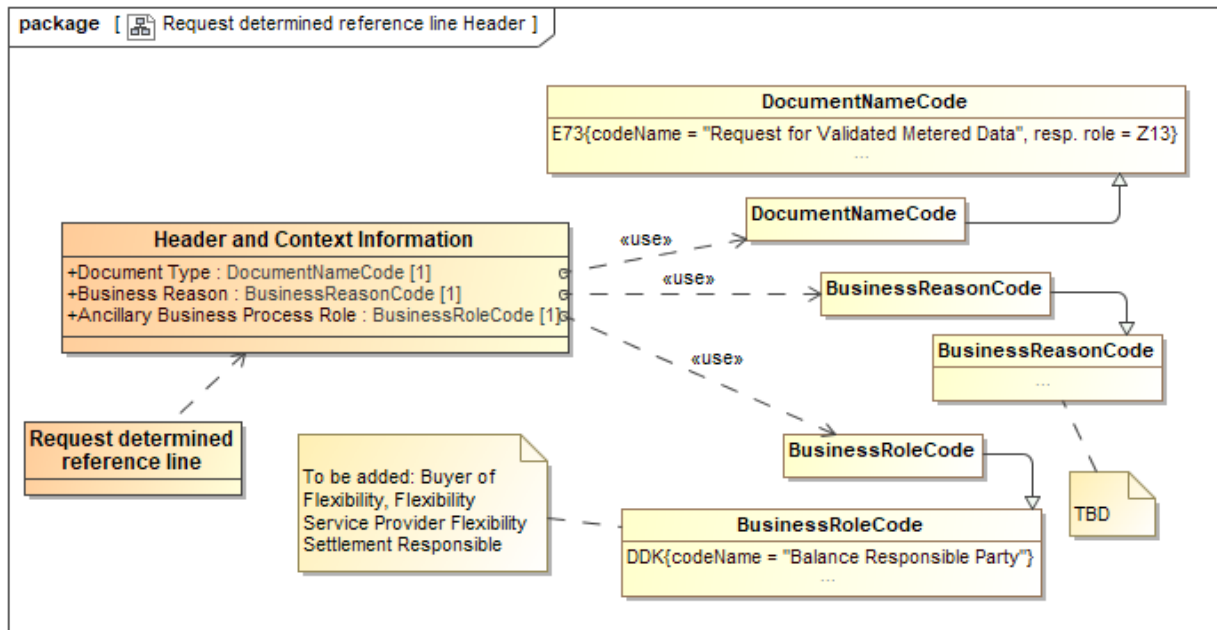 package [ Request determined reference line Header ]
DocumentNameCode
E73{codeName = "Request for Validated Metered Data", resp. role = Z13}
...
DocumentNameCode
Header and Context Information
+Document Type : DocumentNameCode [1]
+Business Reason : BusinessReasonCode [1]
+Ancillary Business Process Role : BusinessRoleCode [1]
«use»
«use»
«use»
BusinessReasonCode
BusinessReasonCode
...
Request determined
reference line
To be added: Buyer of
Flexibility, Flexibility
Service Provider Flexibility
Settlement Responsible
BusinessRoleCode
TBD
BusinessRoleCode
DDK{codeName = "Balance Responsible Party"}
...